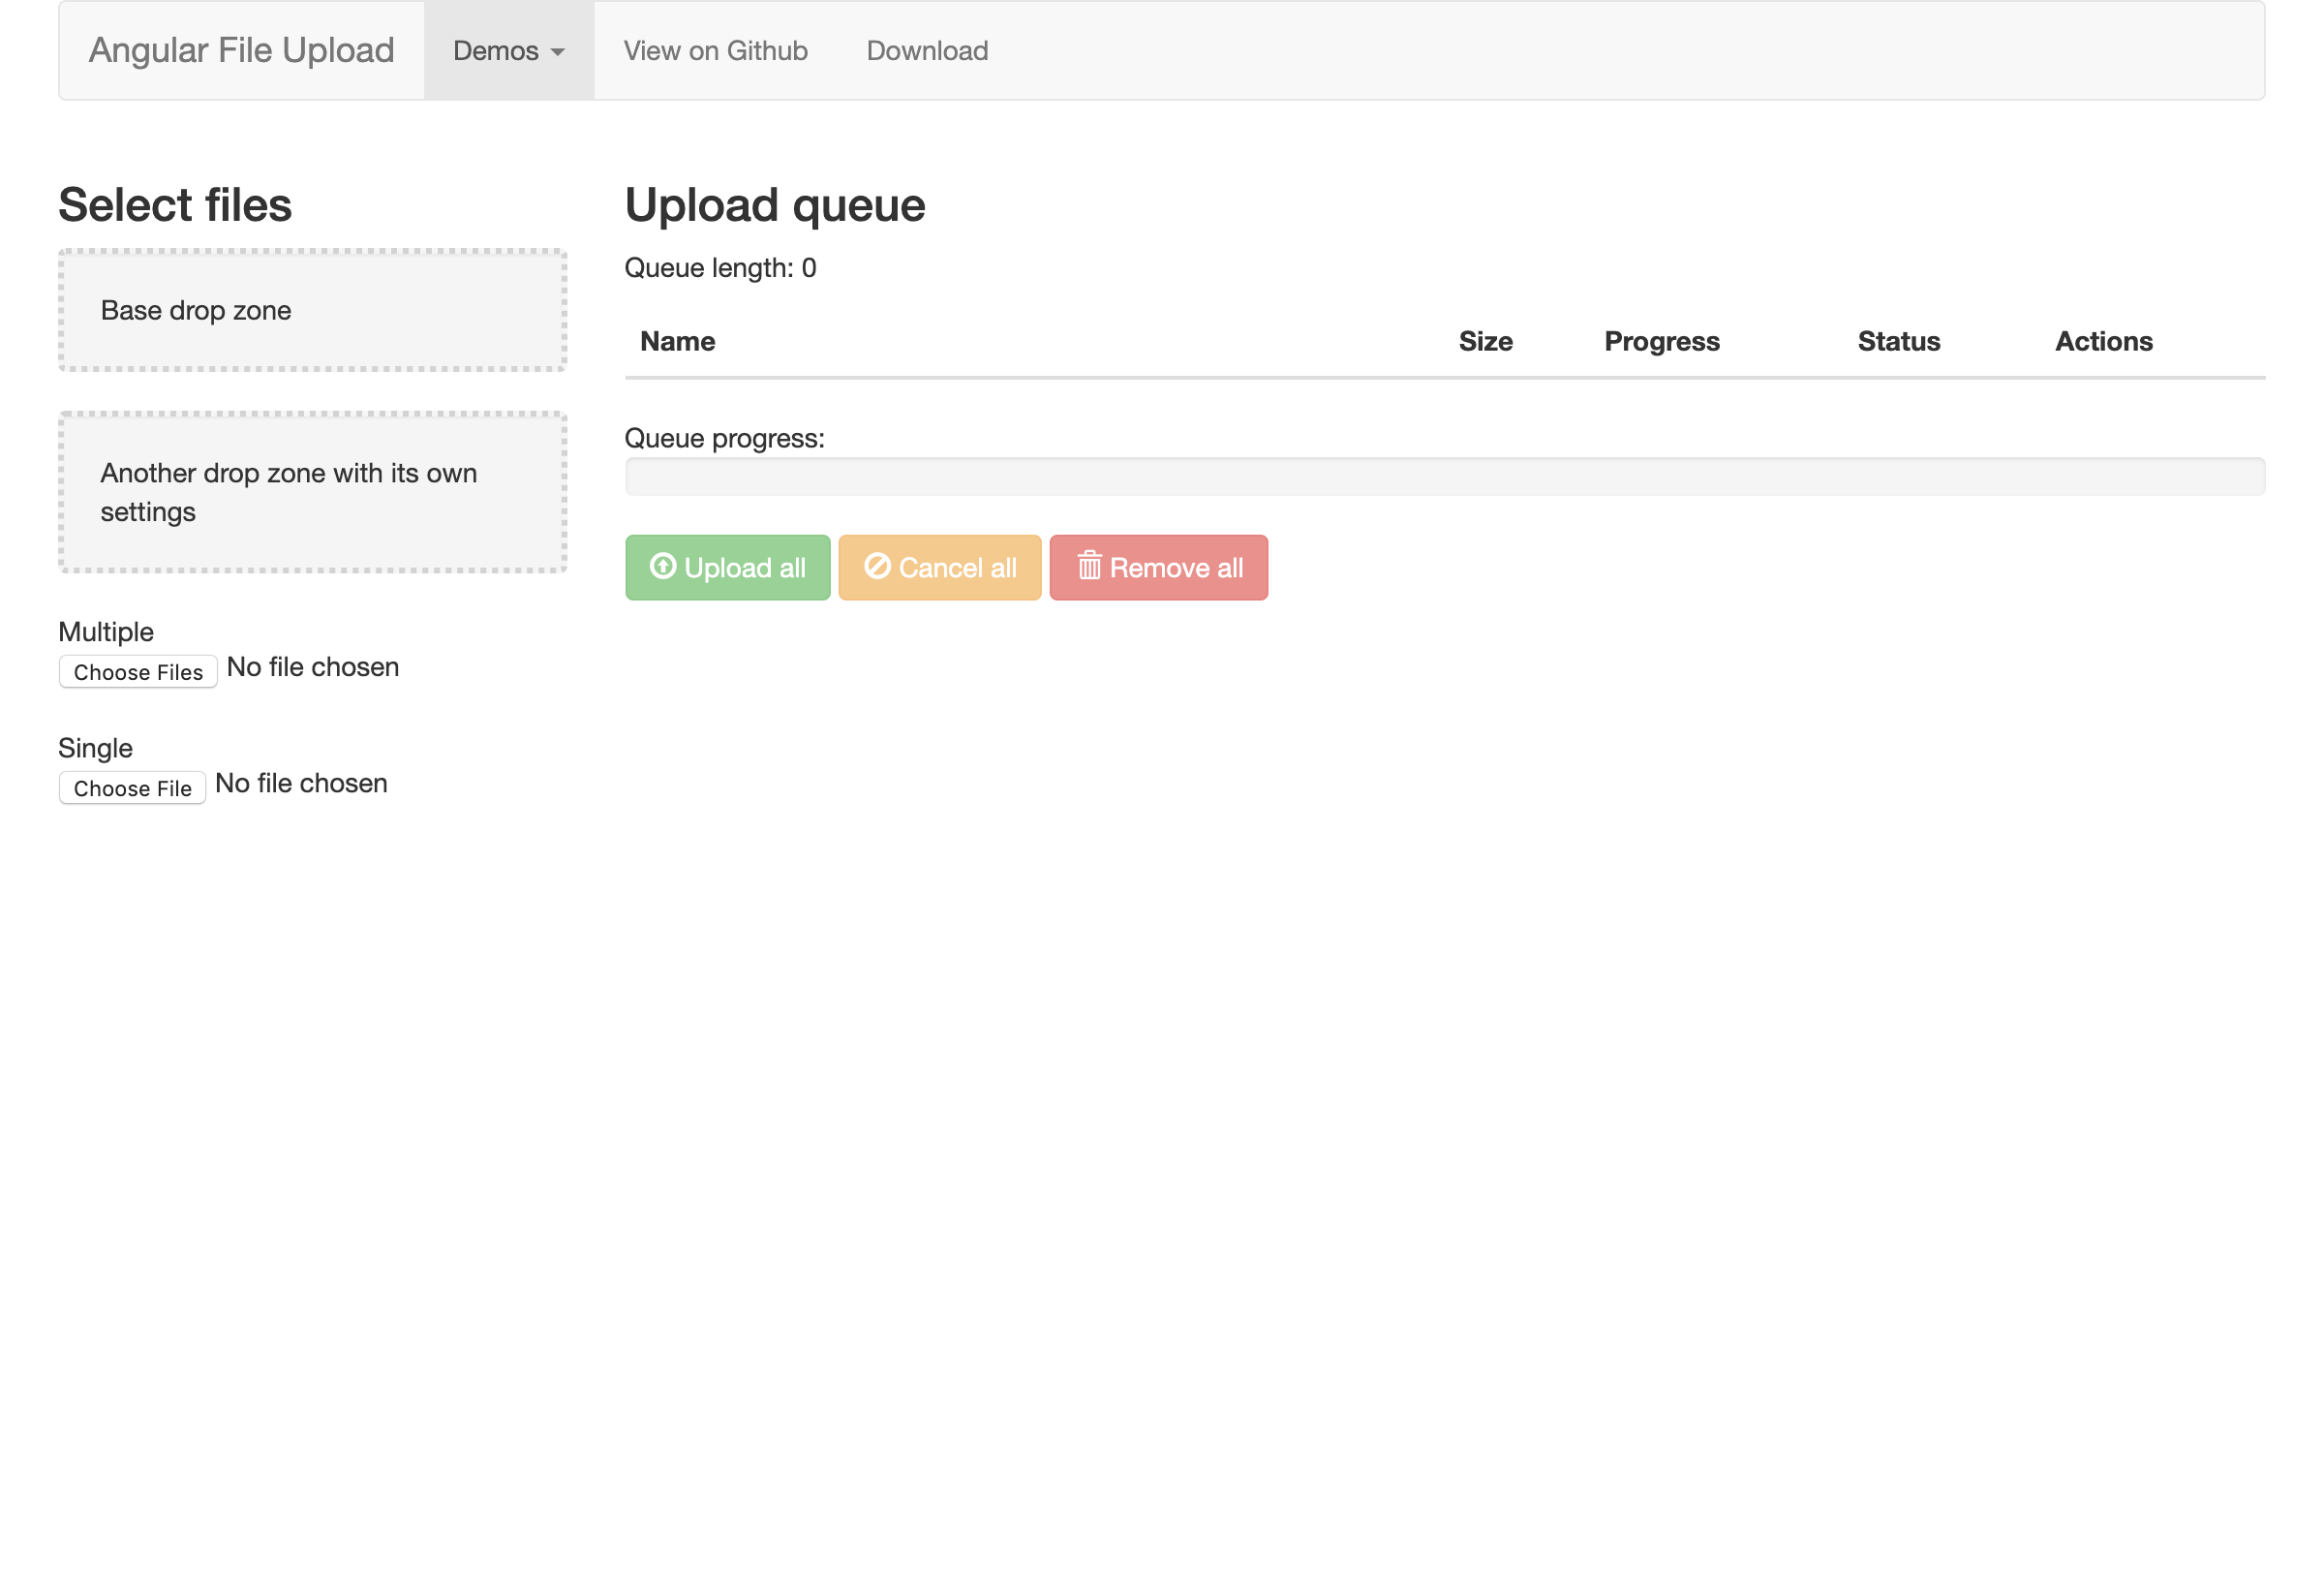 Angular File Upload Demos View on Github Download
Select files
Base drop zone
Another drop zone with its own
settings
Multiple
Choose Files No file chosen
Single
Choose File No file chosen
Upload queue
Queue length: 0
Name Size Progress Status Actions
Queue progress:
Upload all Cancel all Remove all